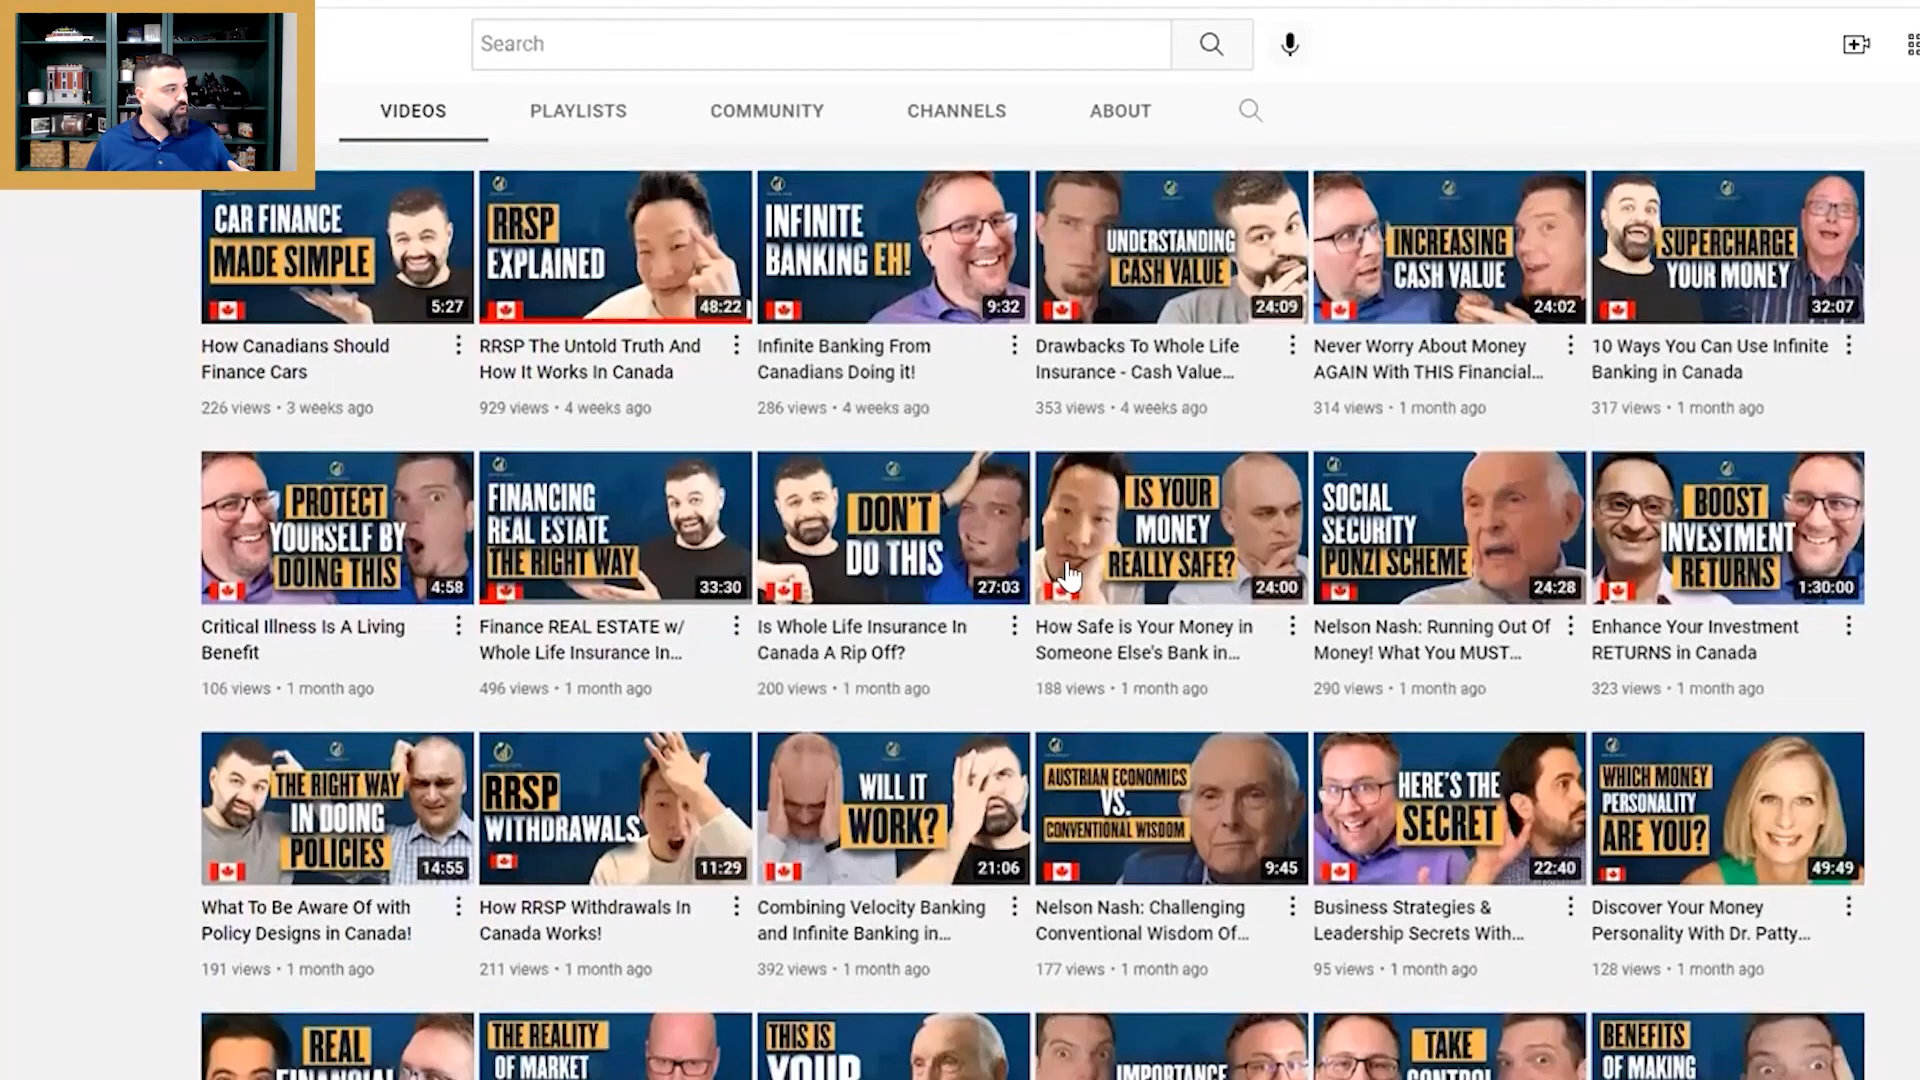 Search
VIDEOS
PLAYLISTS
COMMUNITY
CHANNELS
ABOUT
CAR FINANCE
MADE SIMPLE
5:27
RRSP
EXPLAINED
48:22
INFINITE
BANKING EH!
9:32
UNDERSTANDING
CASH VALUE
24:09
INCREASING
CASH VALUE
24:02
SUPERCHARGE
YOUR MONEY
32:07
How Canadians Should
Finance Cars
226 views • 3 weeks ago
RRSP The Untold Truth And
How It Works In Canada
929 views • 4 weeks ago
Infinite Banking From
Canadians Doing it!
286 views • 4 weeks ago
Drawbacks To Whole Life
Insurance - Cash Value...
353 views • 4 weeks ago
Never Worry About Money
AGAIN With THIS Financial...
314 views • 1 month ago
10 Ways You Can Use Infinite
Banking in Canada
317 views • 1 month ago
PROTECT
YOURSELF BY
DOING THIS
4:58
FINANCING
REAL ESTATE
THE RIGHT WAY
33:30
DON'T
DO THIS
27:03
IS YOUR
MONEY
REALLY SAFE?
24:00
SOCIAL
SECURITY
PONZI SCHEME
24:28
BOOST
INVESTMENT
RETURNS
1:30:00
Critical Illness Is A Living
Benefit
106 views • 1 month ago
Finance REAL ESTATE w/
Whole Life Insurance In...
496 views • 1 month ago
Is Whole Life Insurance In
Canada A Rip Off?
200 views • 1 month ago
How Safe is Your Money in
Someone Else's Bank in...
188 views • 1 month ago
Nelson Nash: Running Out Of
Money! What You MUST...
290 views • 1 month ago
Enhance Your Investment
RETURNS in Canada
323 views • 1 month ago
THE RIGHT WAY
IN DOING
POLICIES
14:55
RRSP
WITHDRAWALS
11:29
WILL IT
WORK?
21:06
AUSTRIAN ECONOMICS
VS.
CONVENTIONAL WISDOM
9:45
HERE'S THE
SECRET
22:40
WHICH MONEY
PERSONALITY
ARE YOU?
49:49
What To Be Aware Of with
Policy Designs in Canada!
191 views • 1 month ago
How RRSP Withdrawals In
Canada Works!
211 views • 1 month ago
Combining Velocity Banking
and Infinite Banking in...
392 views • 1 month ago
Nelson Nash: Challenging
Conventional Wisdom Of...
177 views • 1 month ago
Business Strategies &
Leadership Secrets With...
95 views • 1 month ago
Discover Your Money
Personality With Dr. Patty...
128 views • 1 month ago
REAL
FINANCIAL
THE REALITY
OF MARKET
THIS IS
YOUR
IMPORTANCE
TAKE
CONTROL
BENEFITS
OF MAKING